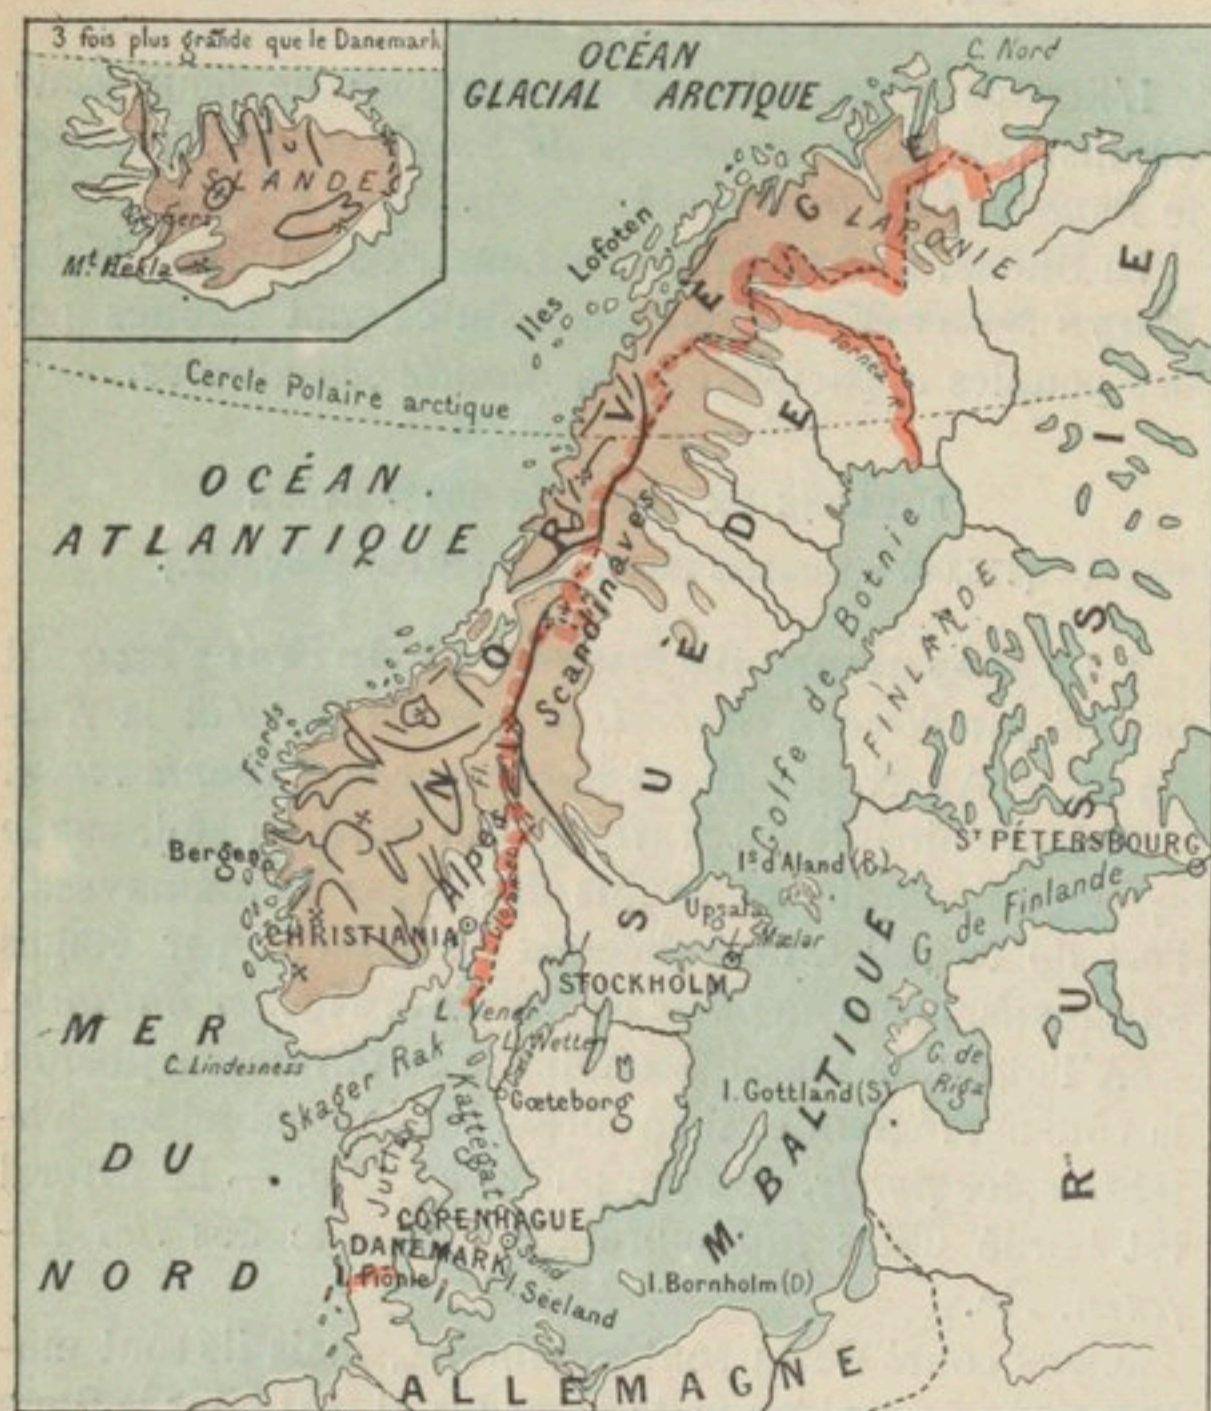 3 fois plus grande que le Danemark
ISLANDE
Geysers
Mt Hékla
OCÉAN
GLACIAL ARCTIQUE
C. Nord
LAPONIE
Iles Lofoten
Tornea R.
Cercle Polaire arctique
OCÉAN
ATLANTIQUE
NORVÈGE
SUÈDE
RUSSIE
Alpes Scandinaves
Golfe de Botnie
FINLANDE
Fiords
Bergen
CHRISTIANIA
St PÉTERSBOURG
Is d'Aland (R)
Upsala
L. Mælar
STOCKHOLM
G. de Finlande
L. Vener
L. Wetter
MER
DU
NORD
C. Lindesness
Skager Rak
Kattégat
Gœteborg
I. Gottland (S)
G. de
Riga
M. BALTIQUE
Jutland
COPENHAGUE
DANEMARK
Sund
I. Fionie
I. Séeland
I. Bornholm (D)
ALLEMAGNE